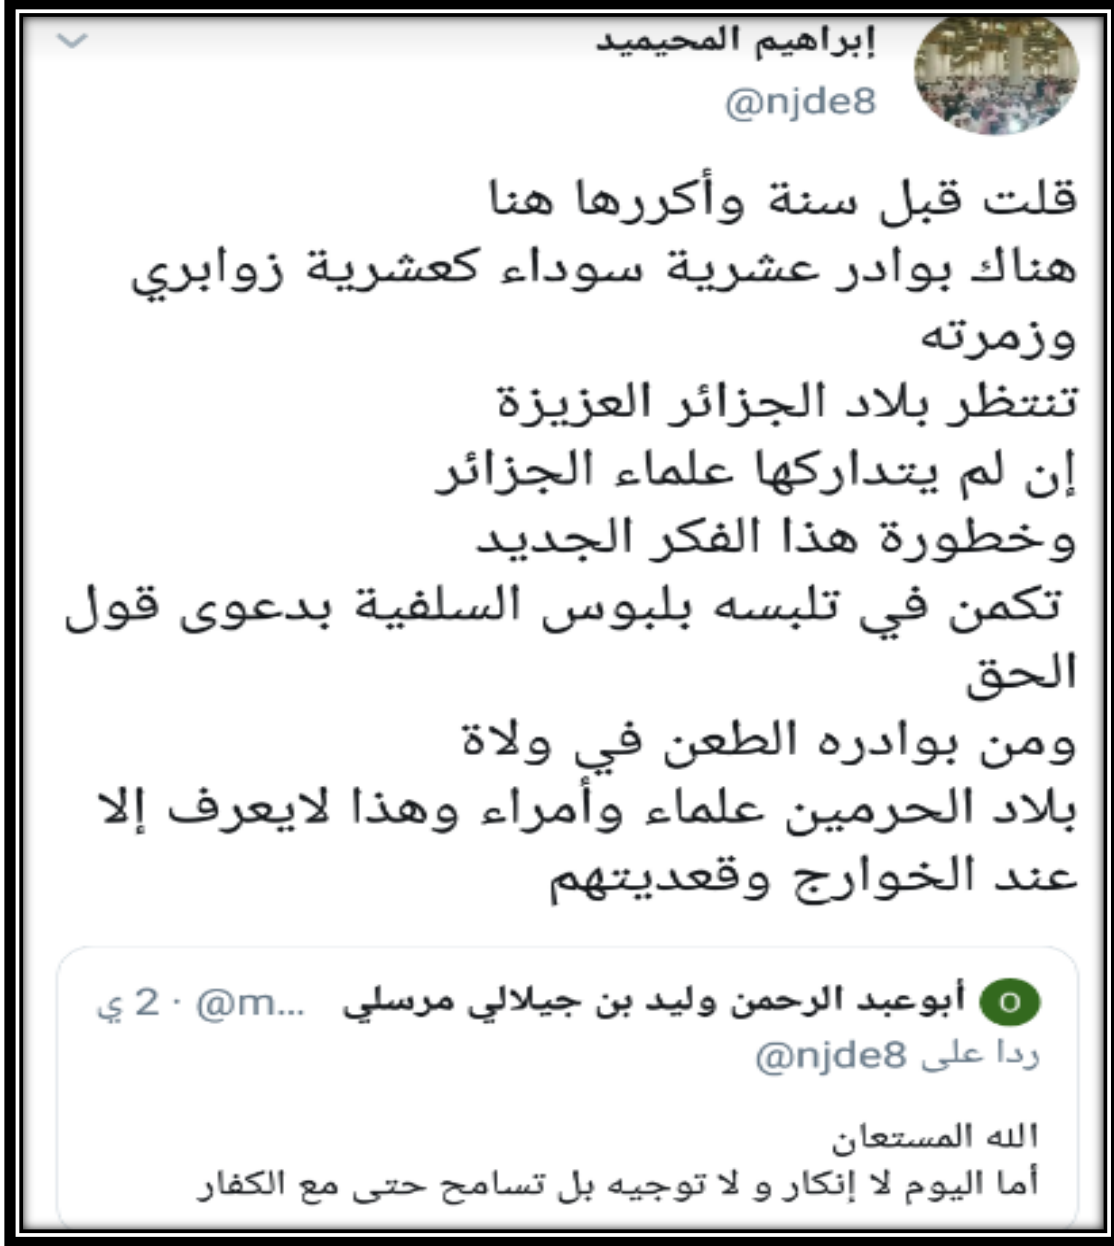 إبراهيم المحيميد
@njde8
قلت قبل سنة وأكررها هنا
هناك بوادر عشرية سوداء كعشرية زوابري
وزمرته
تنتظر بلاد الجزائر العزيزة
إن لم يتداركها علماء الجزائر
وخطورة هذا الفكر الجديد
تكمن في تلبسه بلبوس السلفية بدعوى قول
الحق
ومن بوادره الطعن في ولاة
بلاد الحرمين علماء وأمراء وهذا لايعرف إلا
عند الخوارج وقعديتهم
أبوعبد الرحمن وليد بن جيلالي مرسلي @m... · 2 ي
ردا على @njde8
الله المستعان
أما اليوم لا إنكار و لا توجيه بل تسامح حتى مع الكفار